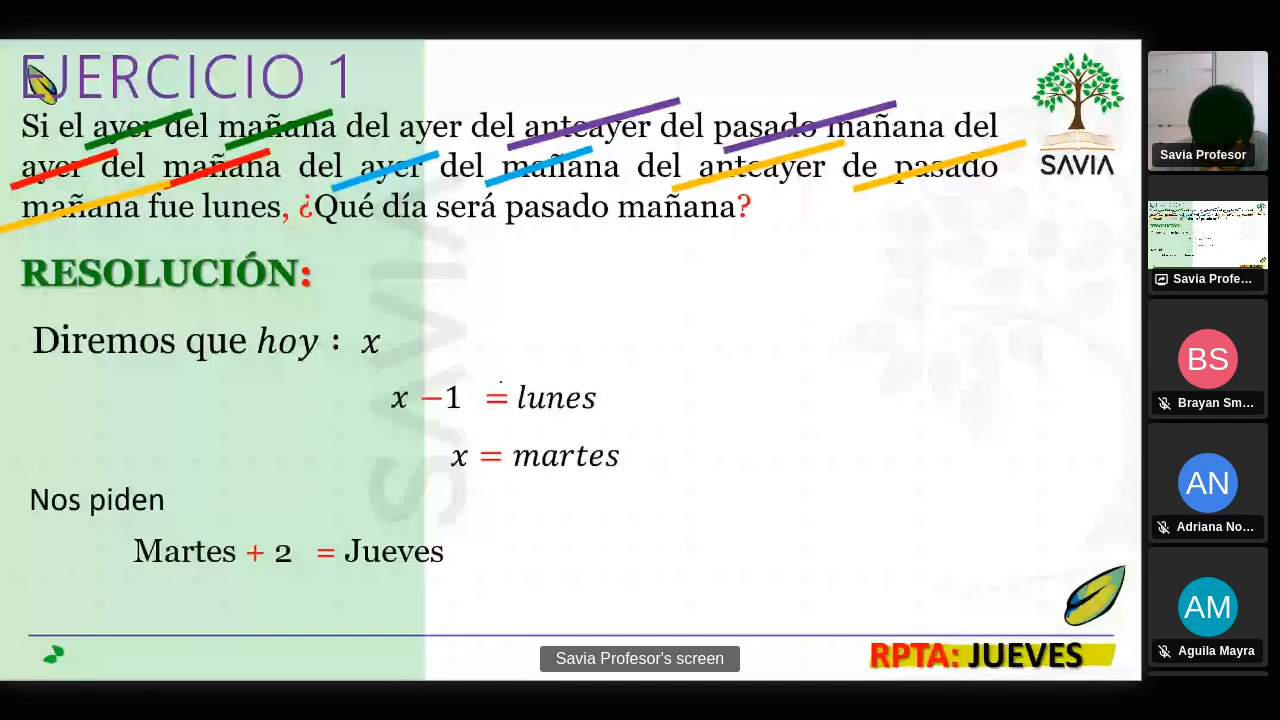 EJERCICIO 1
Si el ayer del mañana del ayer del anteayer del pasado mañana del
ayer del mañana del ayer del mañana del anteayer de pasado
mañana fue lunes, ¿Qué día será pasado mañana?
SAVIA
RESOLUCIÓN:
Diremos que hoy : x
x −1 = lunes
x = martes
Nos piden
Martes + 2 = Jueves
RPTA: JUEVES
SAVIA
Savia Profesor's screen
Savia Profesor
Savia Profe...
BS
Brayan Sm...
AN
Adriana No...
AM
Aguila Mayra